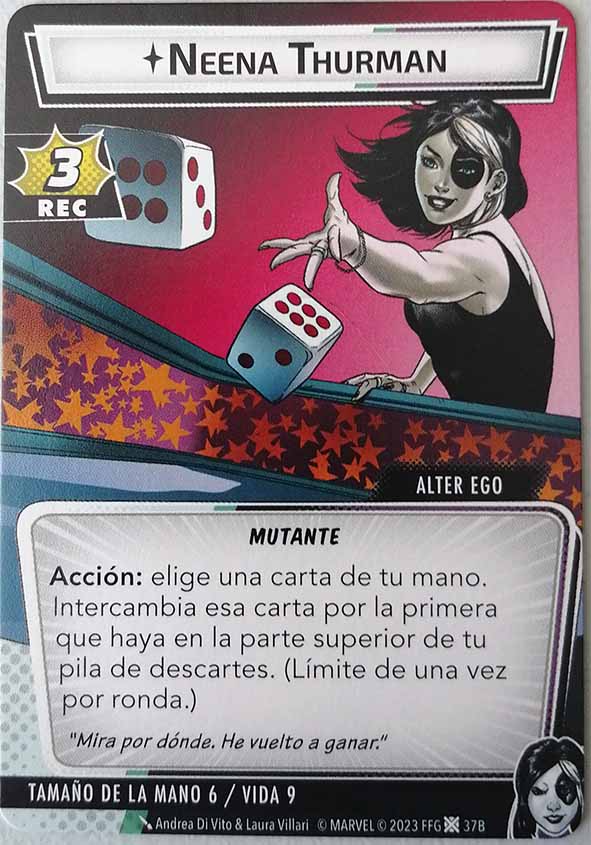 NEENA THURMAN
3
REC
ALTER EGO
MUTANTE
Acción: elige una carta de tu mano.
Intercambia esa carta por la primera
que haya en la parte superior de tu
pila de descartes. (Límite de una vez
por ronda.)
"Mira por dónde. He vuelto a ganar."
TAMAÑO DE LA MANO 6 / VIDA 9
Andrea Di Vito & Laura Villari © MARVEL © 2023 FFG 37B